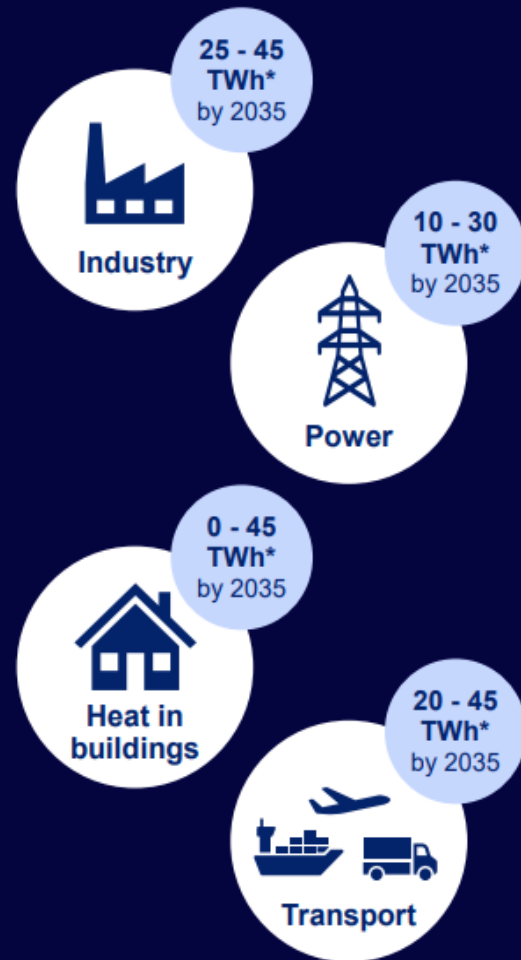 25 - 45
TWh*
by 2035
Industry
10 - 30
TWh*
by 2035
Power
0 - 45
TWh*
by 2035
Heat in
buildings
20 - 45
TWh*
by 2035
Transport